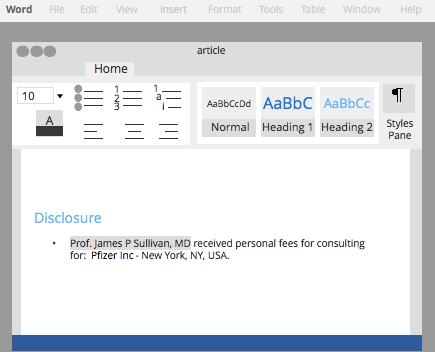 Word File Edit View Insert Format Tools Table Window Help
article
Home
10
A
1
2
3
1
a
i
AaBbCcDd AaBbC AaBbCc
Normal Heading 1 Heading 2
¶
Styles
Pane
Disclosure
• Prof. James P Sullivan, MD received personal fees for consulting
for: Pfizer Inc - New York, NY, USA.